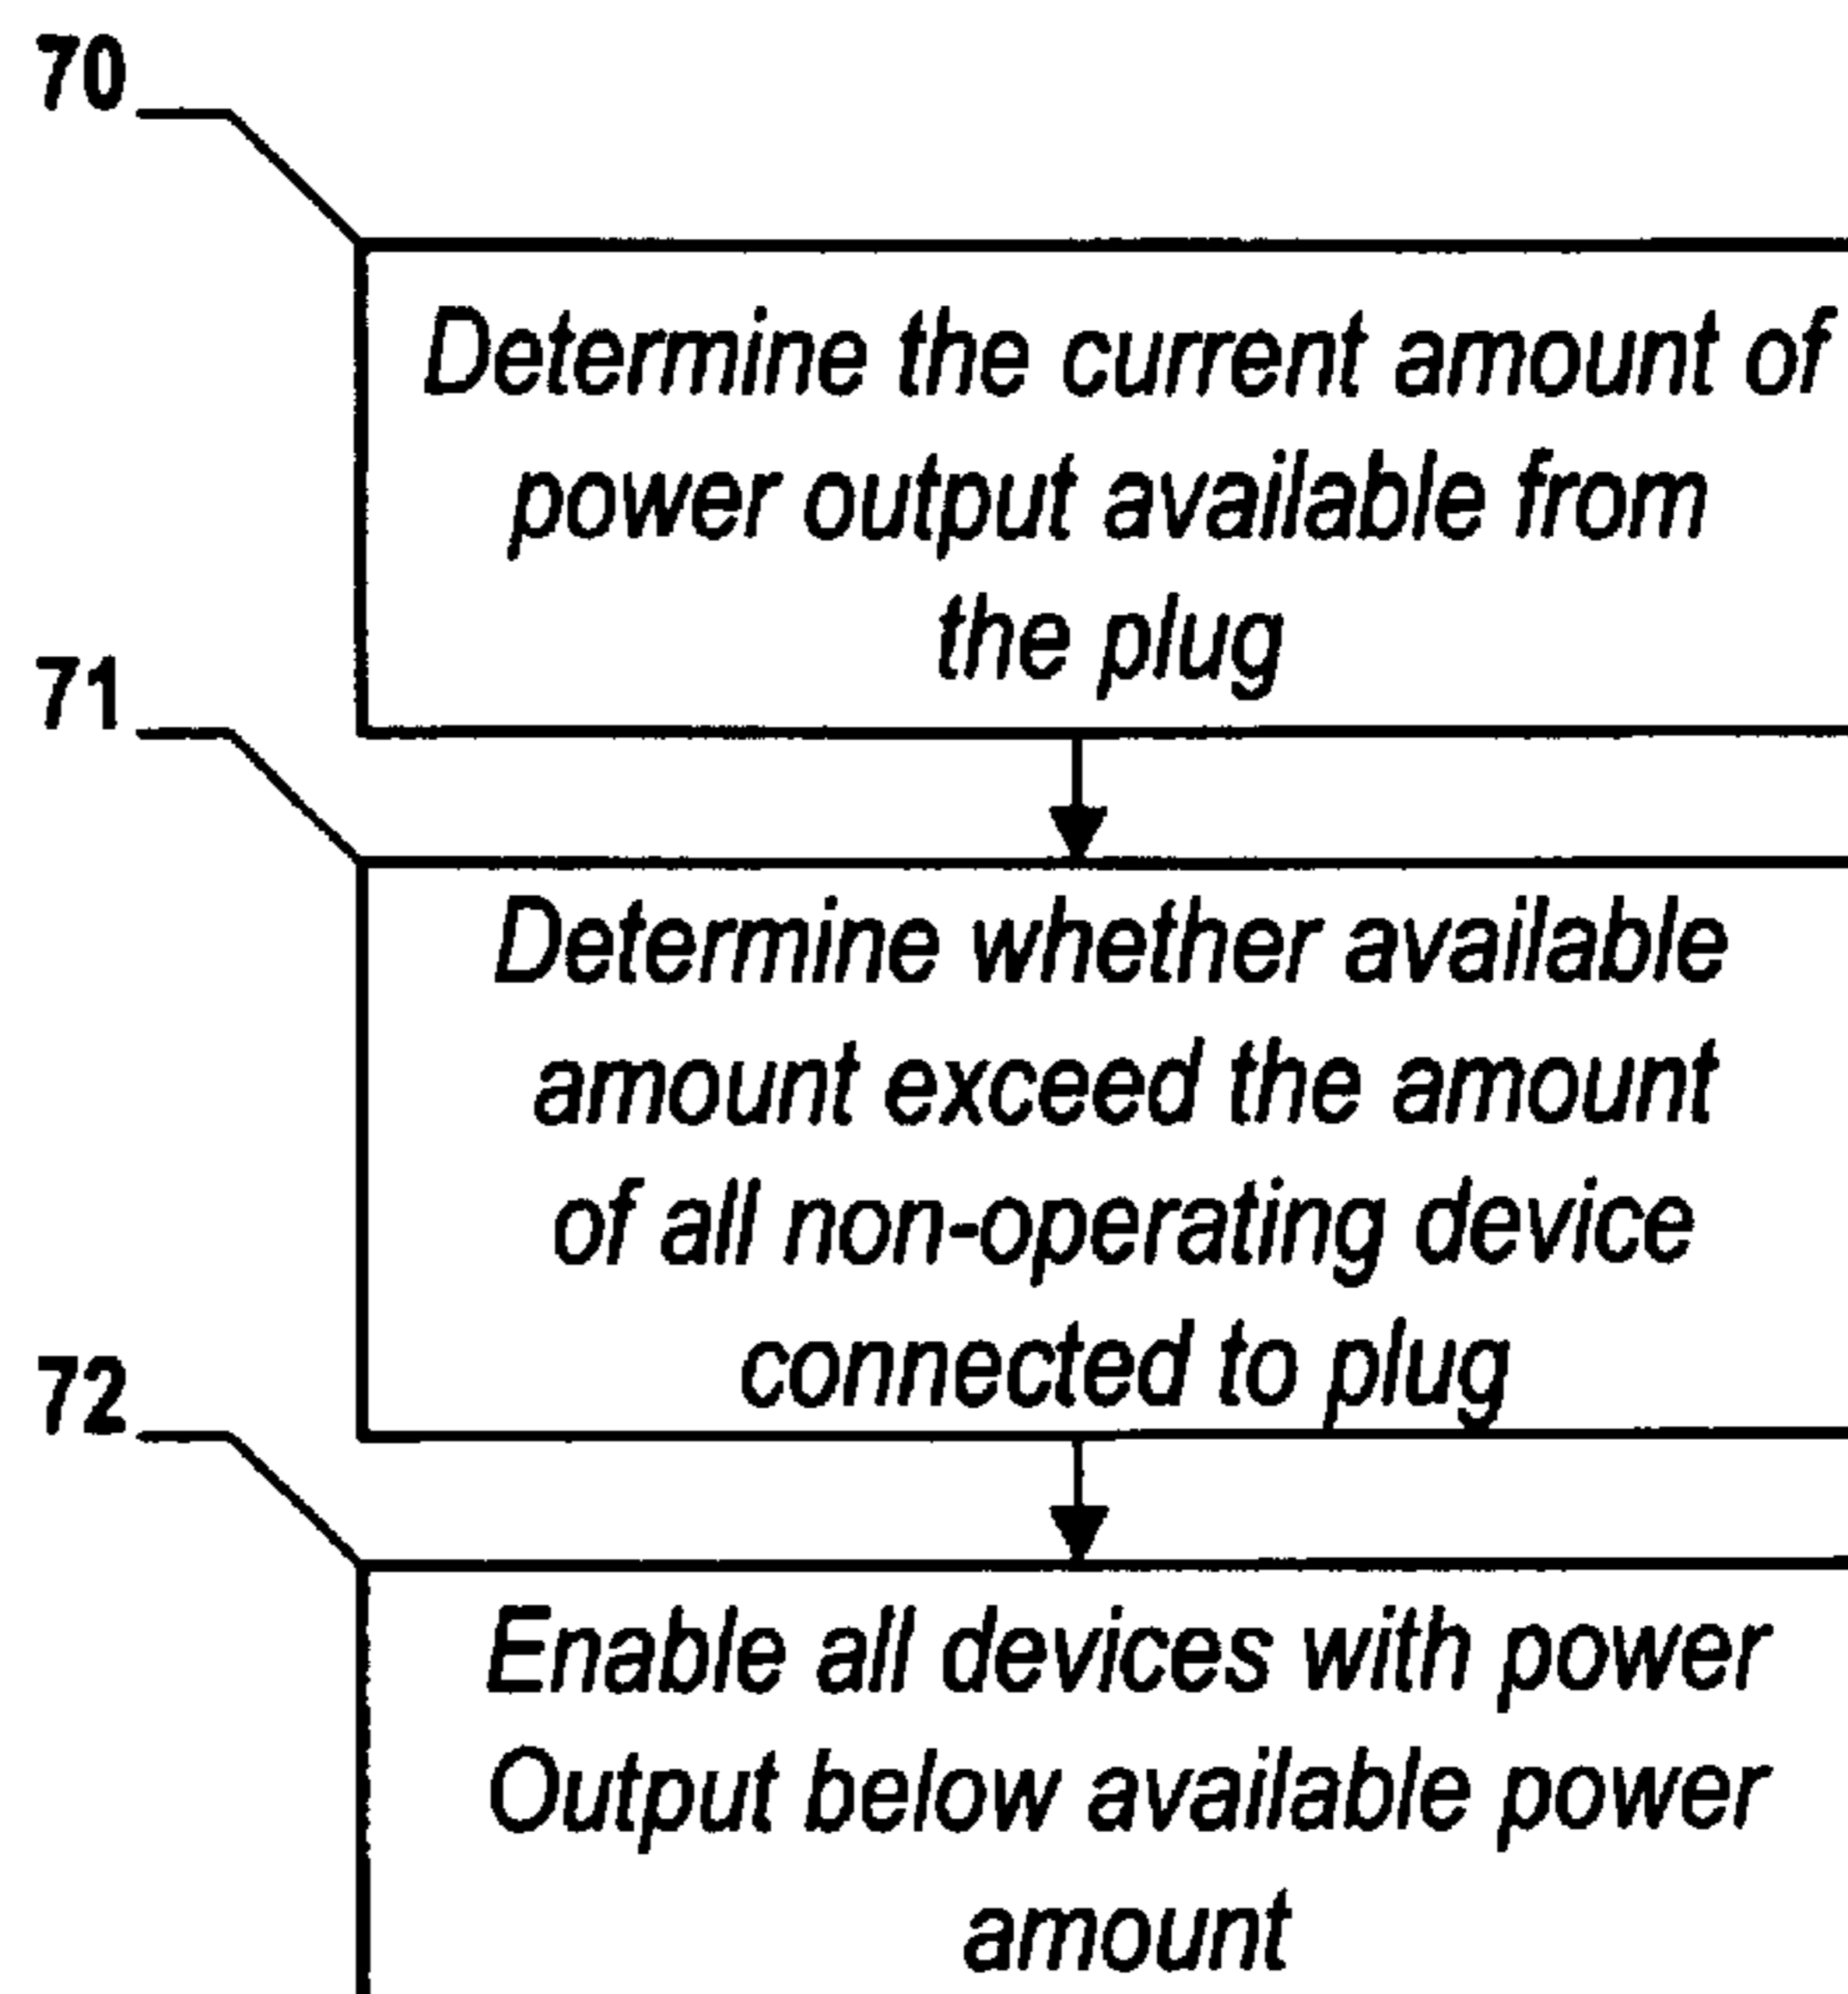 70
Determine the current amount of
power output available from
the plug
71
Determine whether available
amount exceed the amount
of all non-operating device
connected to plug
72
Enable all devices with power
Output below available power
amount